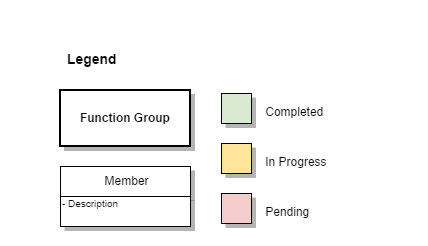 Legend
Function Group
Completed
In Progress
Member
- Description
Pending